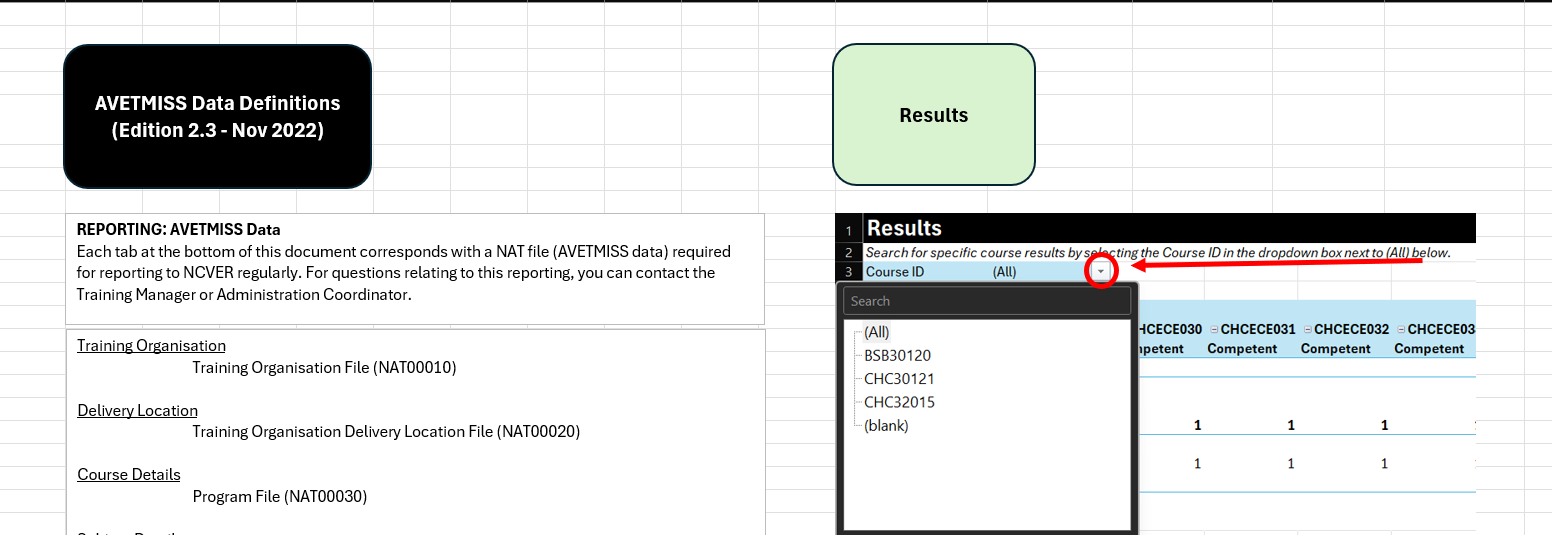 AVETMISS Data Definitions
(Edition 2.3 - Nov 2022)
Results
REPORTING: AVETMISS Data
Each tab at the bottom of this document corresponds with a NAT file (AVETMISS data) required
for reporting to NCVER regularly. For questions relating to this reporting, you can contact the
Training Manager or Administration Coordinator.
Training Organisation
Training Organisation File (NAT00010)
Delivery Location
Training Organisation Delivery Location File (NAT00020)
Course Details
Program File (NAT00030)
1 Results
2 Search for specific course results by selecting the Course ID in the dropdown box next to (All) below.
3 Course ID (All)
Search
(All)
BSB30120
CHC30121
CHC32015
(blank)
HCECE030 CHCECE031 CHCECE032 CHCECE03
npetent Competent Competent Competent
1 1 1
1 1 1